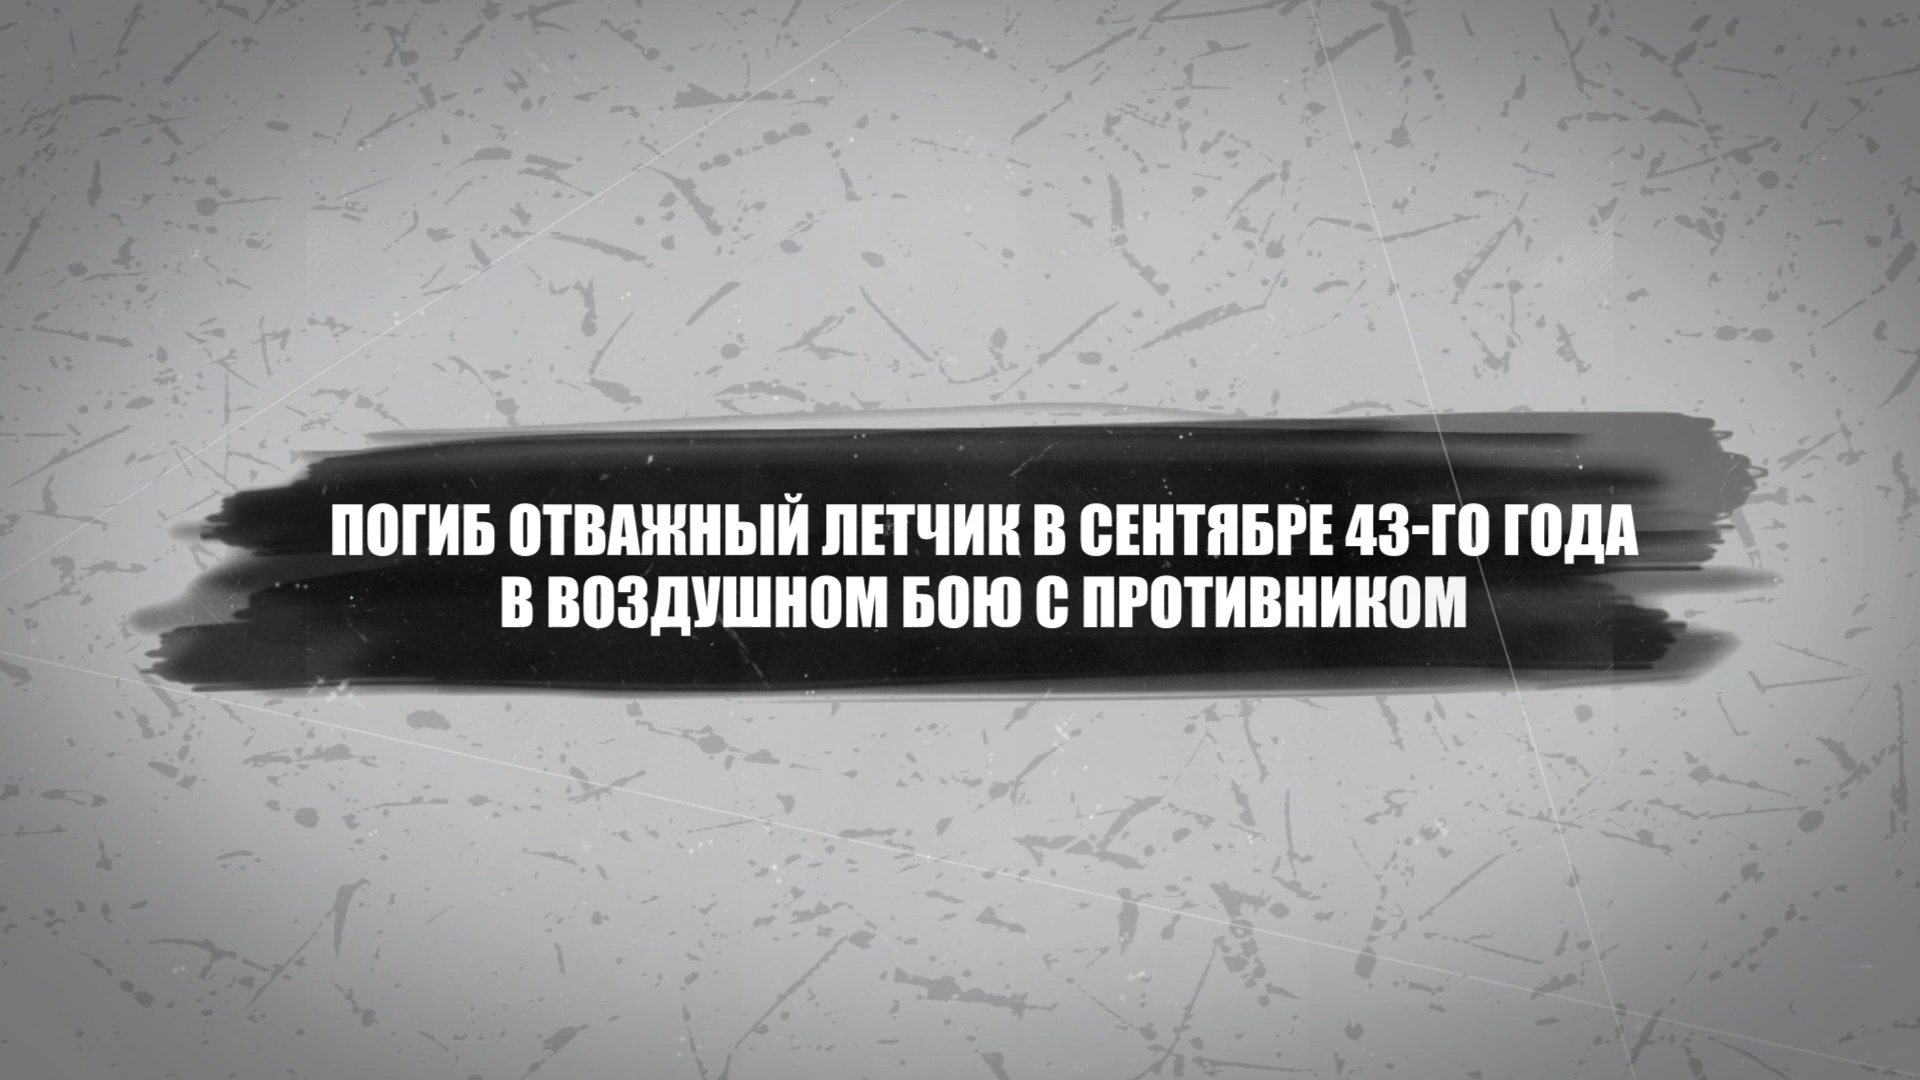 ПОГИБ ОТВАЖНЫЙ ЛЕТЧИК В СЕНТЯБРЕ 43-ГО ГОДА
В ВОЗДУШНОМ БОЮ С ПРОТИВНИКОМ